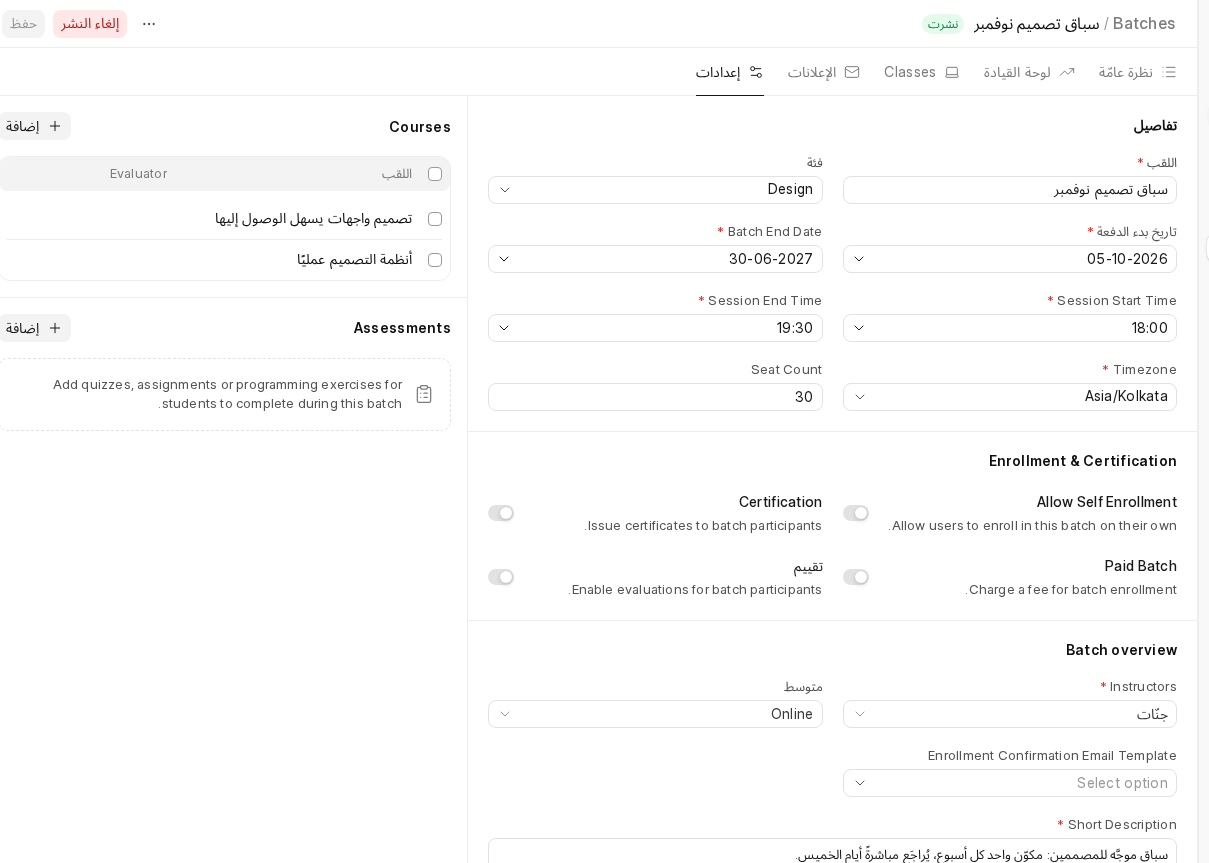 Batches / سباق تصميم نوفمبر نشرت
إلغاء النشر حفظ
نظرة عامّة لوحة القيادة Classes الإعلانات إعدادات
تفاصيل
اللقب * فئة
سباق تصميم نوفمبر Design
تاريخ بدء الدفعة * Batch End Date *
05-10-2026 30-06-2027
Session Start Time * Session End Time *
18:00 19:30
Timezone * Seat Count
Asia/Kolkata 30
Enrollment & Certification
Allow Self Enrollment Certification
Allow users to enroll in this batch on their own. Issue certificates to batch participants.
Paid Batch تقييم
Charge a fee for batch enrollment. Enable evaluations for batch participants.
Batch overview
Instructors * متوسط
جنّات Online
Enrollment Confirmation Email Template
Select option
Short Description *
سباق موجَّه للمصممين: مكوّن واحد كل أسبوع، يُراجَع مباشرةً أيام الخميس.
Courses إضافة
اللقب Evaluator
تصميم واجهات يسهل الوصول إليها
أنظمة التصميم عمليًا
Assessments إضافة
Add quizzes, assignments or programming exercises for
students to complete during this batch.